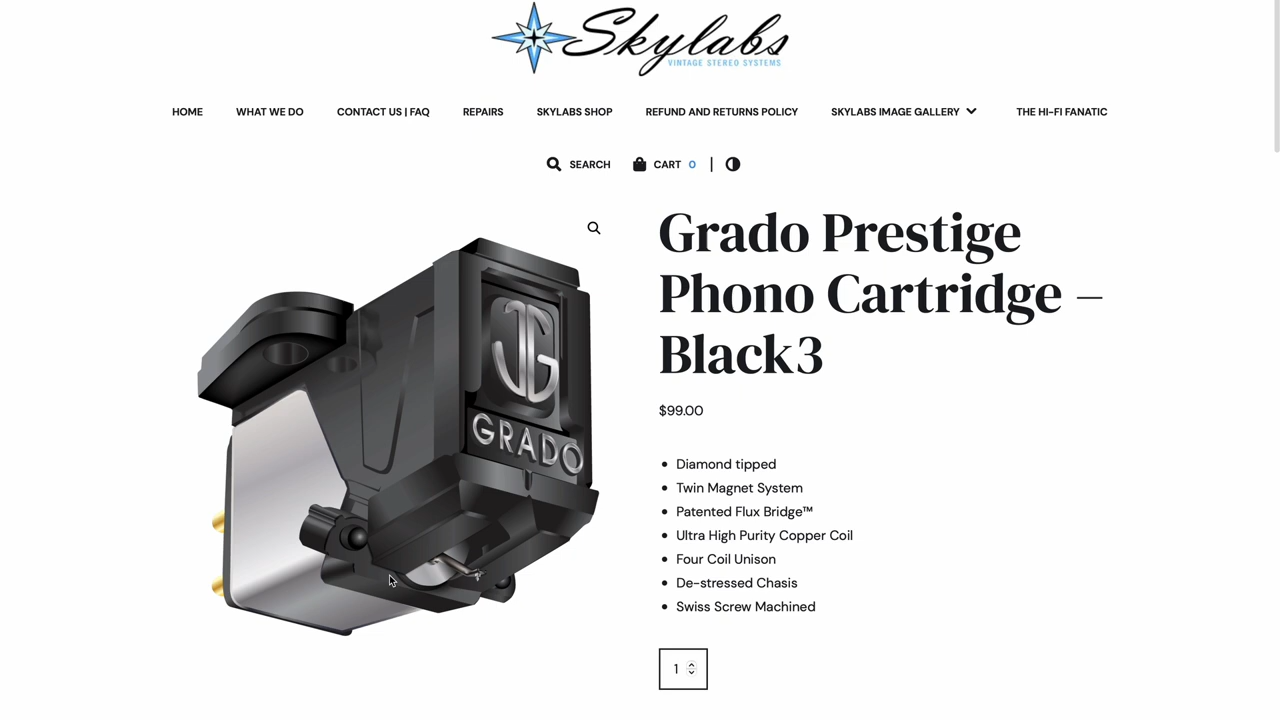 Skylabs
VINTAGE STEREO SYSTEMS
HOME WHAT WE DO CONTACT US | FAQ REPAIRS SKYLABS SHOP REFUND AND RETURNS POLICY SKYLABS IMAGE GALLERY THE HI-FI FANATIC
SEARCH CART 0 |
Grado Prestige
Phono Cartridge –
Black3
$99.00
• Diamond tipped
• Twin Magnet System
• Patented Flux Bridge™
• Ultra High Purity Copper Coil
• Four Coil Unison
• De-stressed Chasis
• Swiss Screw Machined
1
JG
GRADO